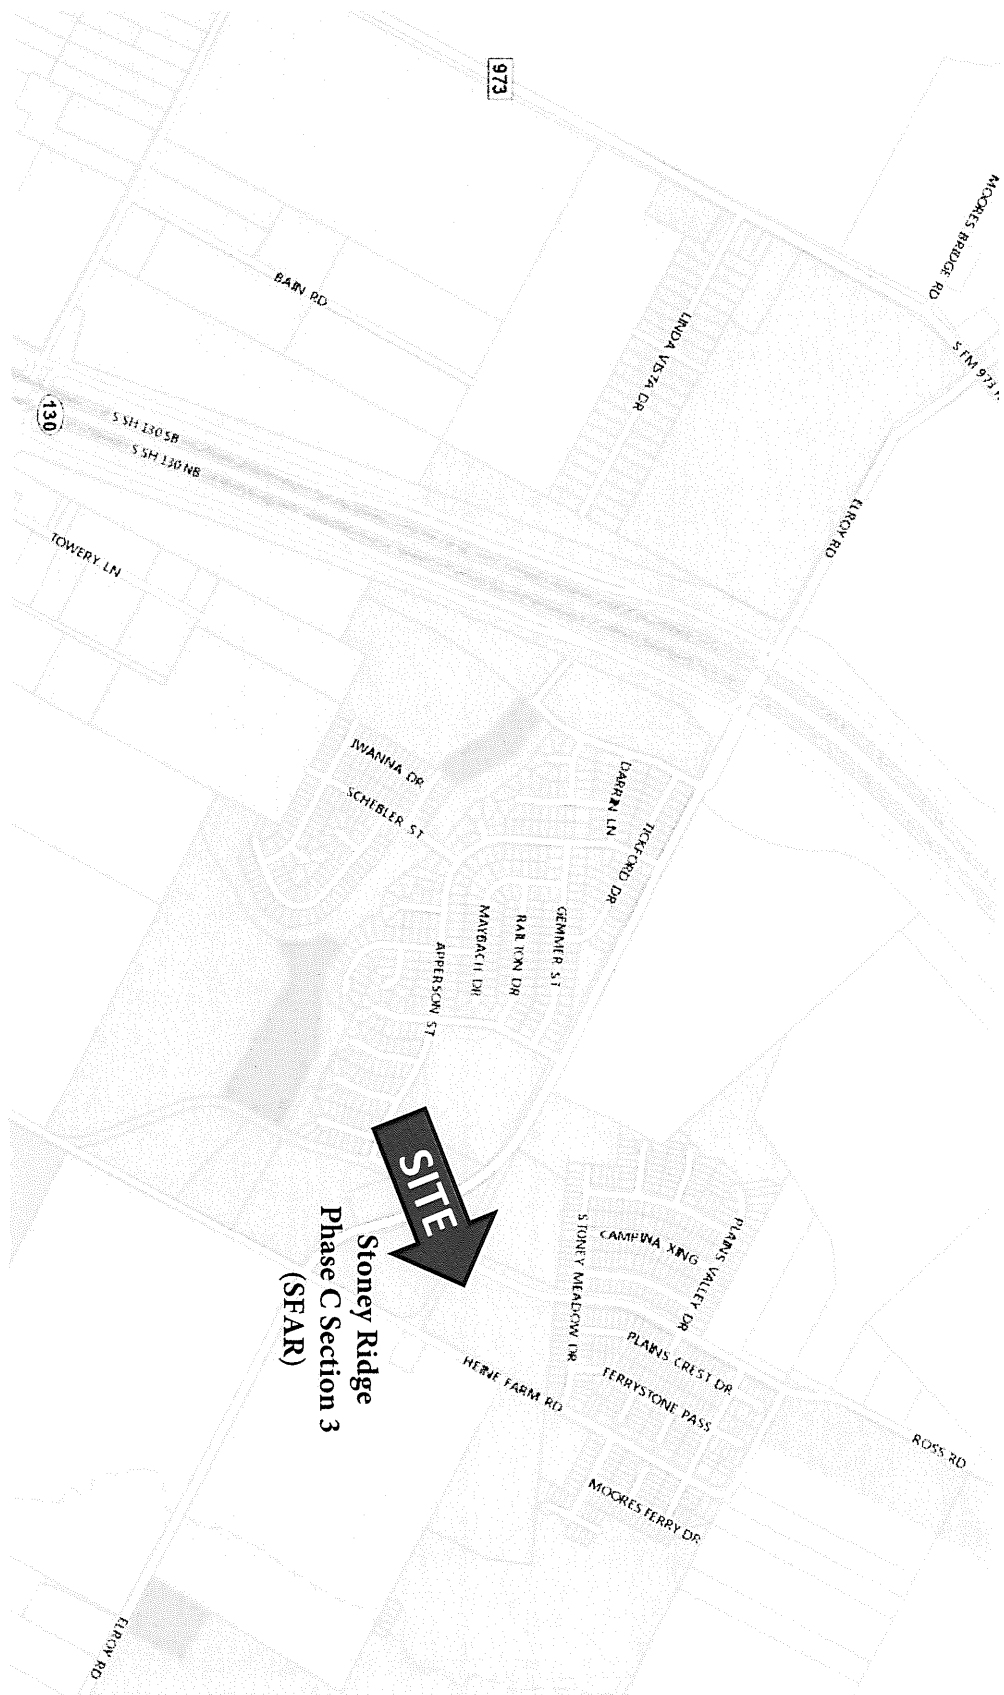 973
MOORES BRIDGE RD
S FM 973
BAIN RD
LINDA VISTA DR
130
S SH 130 SB
S SH 130 NB
ELROY RD
TOWERY LN
IWANNA DR
SCHEBLER ST
DARRIN LN
TICKFORD DR
GEMMER ST
RAILTON DR
MAYBACH DR
APPERSON ST
SITE
Stoney Ridge
Phase C Section 3
(SFAR)
STONEY MEADOW DR
CAMPINA XING
PLAINS VALLEY DR
PLAINS CREST DR
FERRYSTONE PASS
HEINE FARM RD
ROSS RD
MOORES FERRY DR
ELROY RD